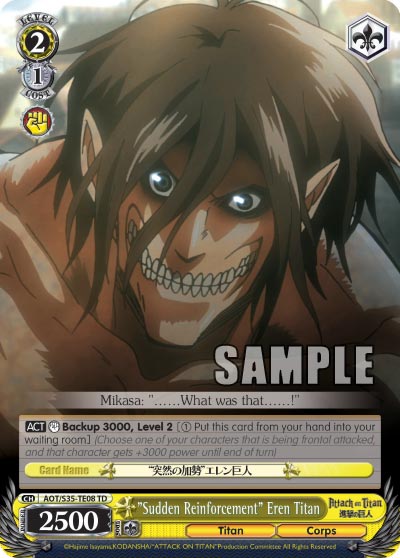 LEVEL
2
1
COST
SAMPLE
Mikasa: "……What was that……!"
ACT Backup 3000, Level 2 [① Put this card from your hand into your
waiting room] (Choose one of your characters that is being frontal attacked,
and that character gets +3000 power until end of turn)
Card Name
"突然の加勢"エレン巨人
CH AOT/S35-TE08 TD
POWER
2500
SOUL
"Sudden Reinforcement" Eren Titan
Attack on Titan
進撃の巨人
Titan
Corps
©Hajime Isayama,KODANSHA/"ATTACK ON TITAN"Production Committee All Rights Reserved.